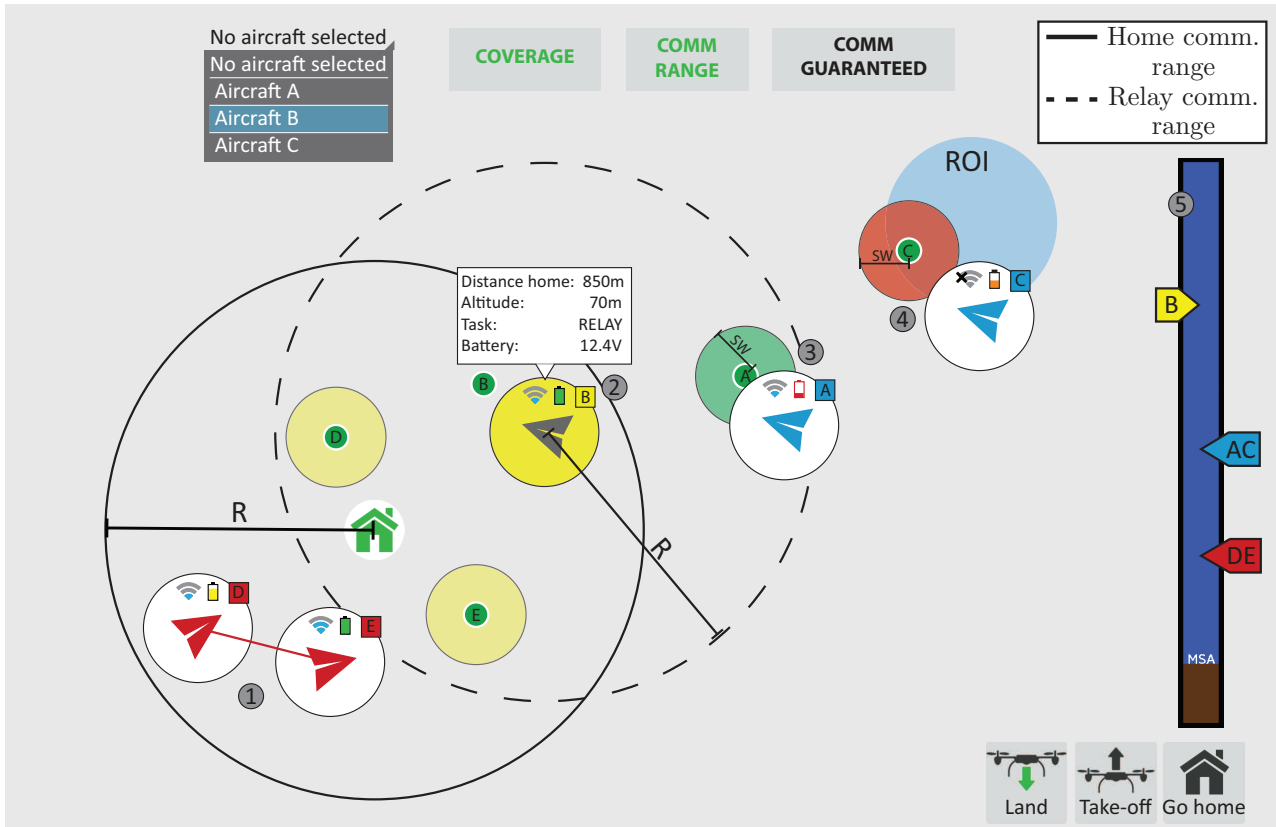 No aircraft selected
No aircraft selected
Aircraft A
Aircraft B
Aircraft C
COVERAGE
COMM
RANGE
COMM
GUARANTEED
Home comm.
range
Relay comm.
range
ROI
5
C
SW
C
4
B
Distance home: 850m
Altitude: 70m
Task: RELAY
Battery: 12.4V
SW
3
A
A
B
2
B
D
AC
R
R
DE
D
E
E
1
MSA
Land
Take-off
Go home